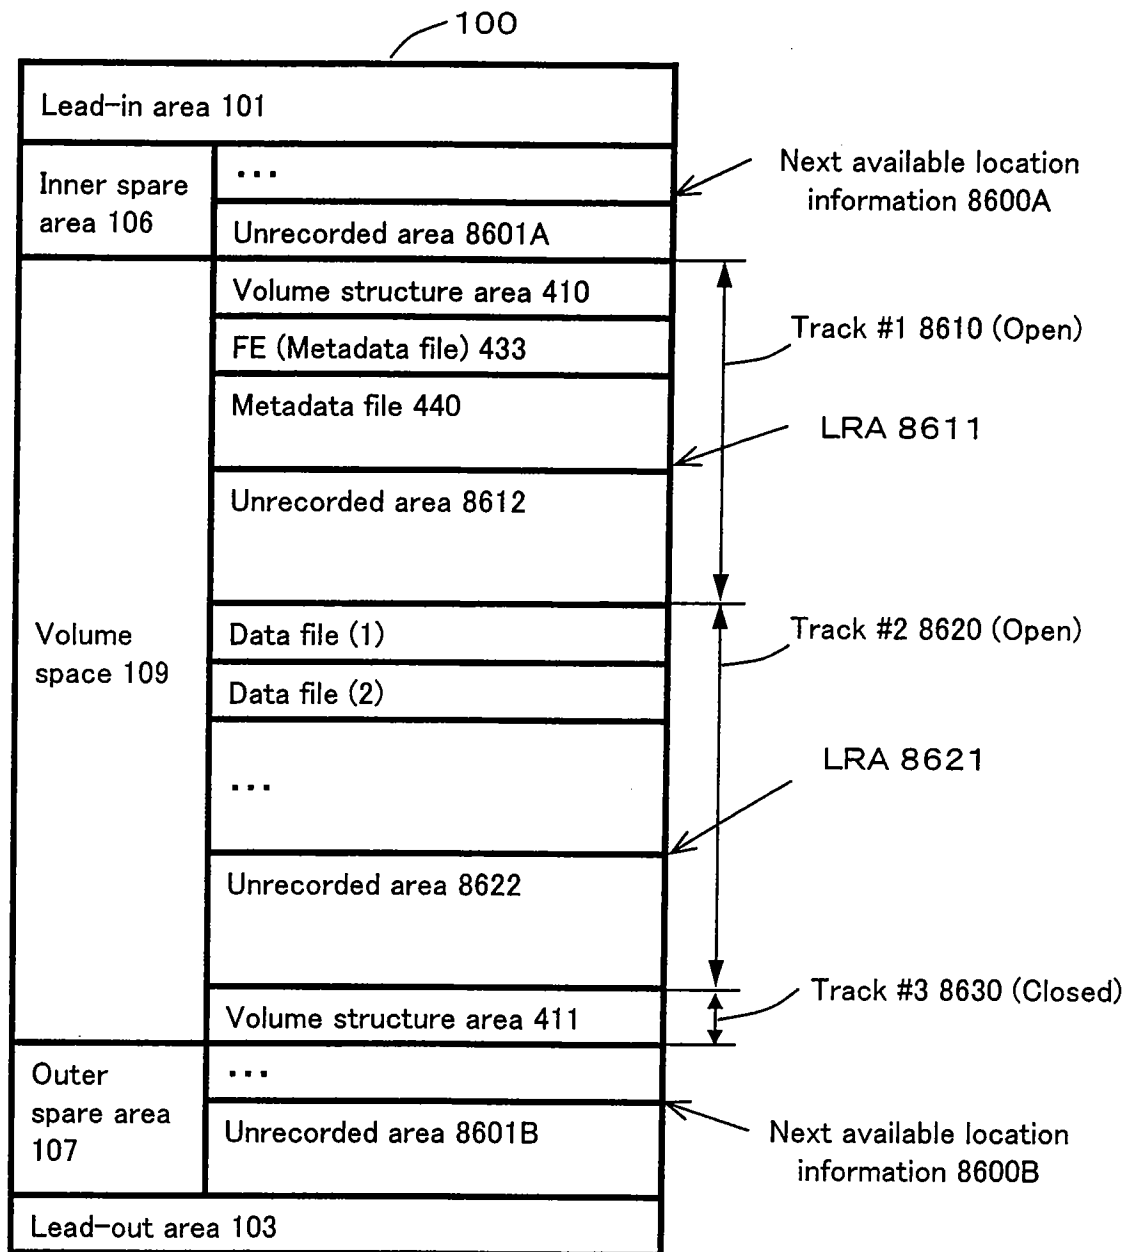 100
Lead-in area 101
Inner spare
area 106
...
Unrecorded area 8601A
Next available location
information 8600A
Volume structure area 410
FE (Metadata file) 433
Metadata file 440
Unrecorded area 8612
Track #1 8610 (Open)
LRA 8611
Volume
space 109
Data file (1)
Data file (2)
...
Unrecorded area 8622
Volume structure area 411
Track #2 8620 (Open)
LRA 8621
Track #3 8630 (Closed)
Outer
spare area
107
...
Unrecorded area 8601B
Next available location
information 8600B
Lead-out area 103